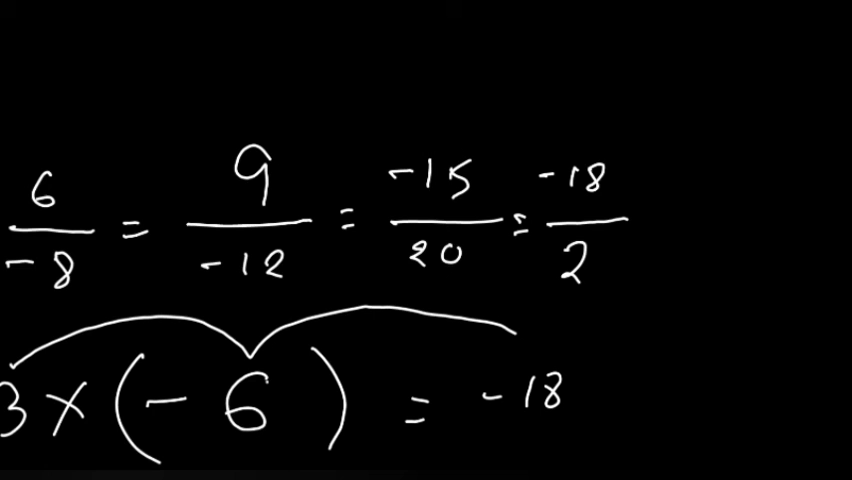 6/-8 = 9/-12 = -15/20 = -18/2
3 × (-6) = -18